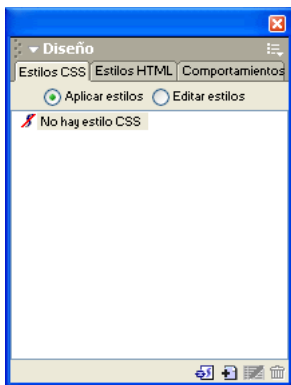 Diseño
Estilos CSS Estilos HTML Comportamientos
Aplicar estilos Editar estilos
No hay estilo CSS